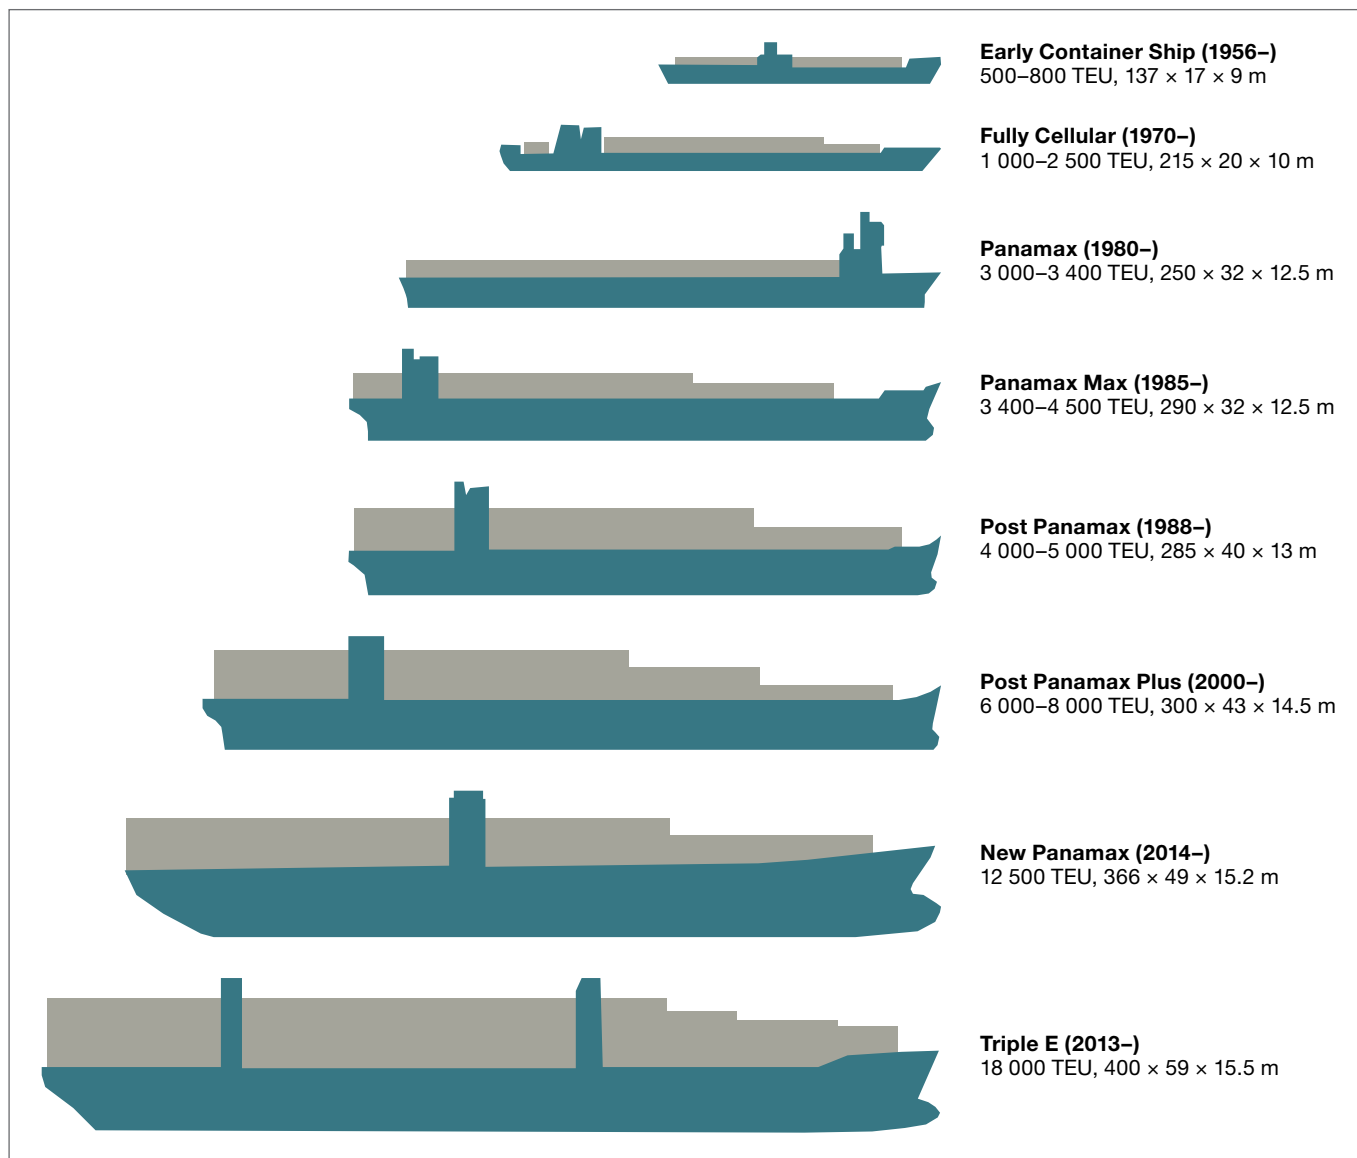 Early Container Ship (1956–)
500–800 TEU, 137 × 17 × 9 m
Fully Cellular (1970–)
1 000–2 500 TEU, 215 × 20 × 10 m
Panamax (1980–)
3 000–3 400 TEU, 250 × 32 × 12.5 m
Panamax Max (1985–)
3 400–4 500 TEU, 290 × 32 × 12.5 m
Post Panamax (1988–)
4 000–5 000 TEU, 285 × 40 × 13 m
Post Panamax Plus (2000–)
6 000–8 000 TEU, 300 × 43 × 14.5 m
New Panamax (2014–)
12 500 TEU, 366 × 49 × 15.2 m
Triple E (2013–)
18 000 TEU, 400 × 59 × 15.5 m